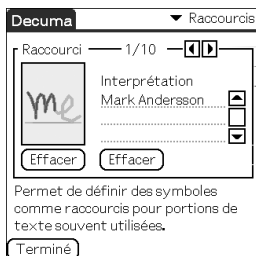 Decuma
Raccourcis
Raccourci 1/10
Interprétation
me Mark Andersson
Effacer Effacer
Permet de définir des symboles
comme raccourcis pour portions de
texte souvent utilisées.
Terminé